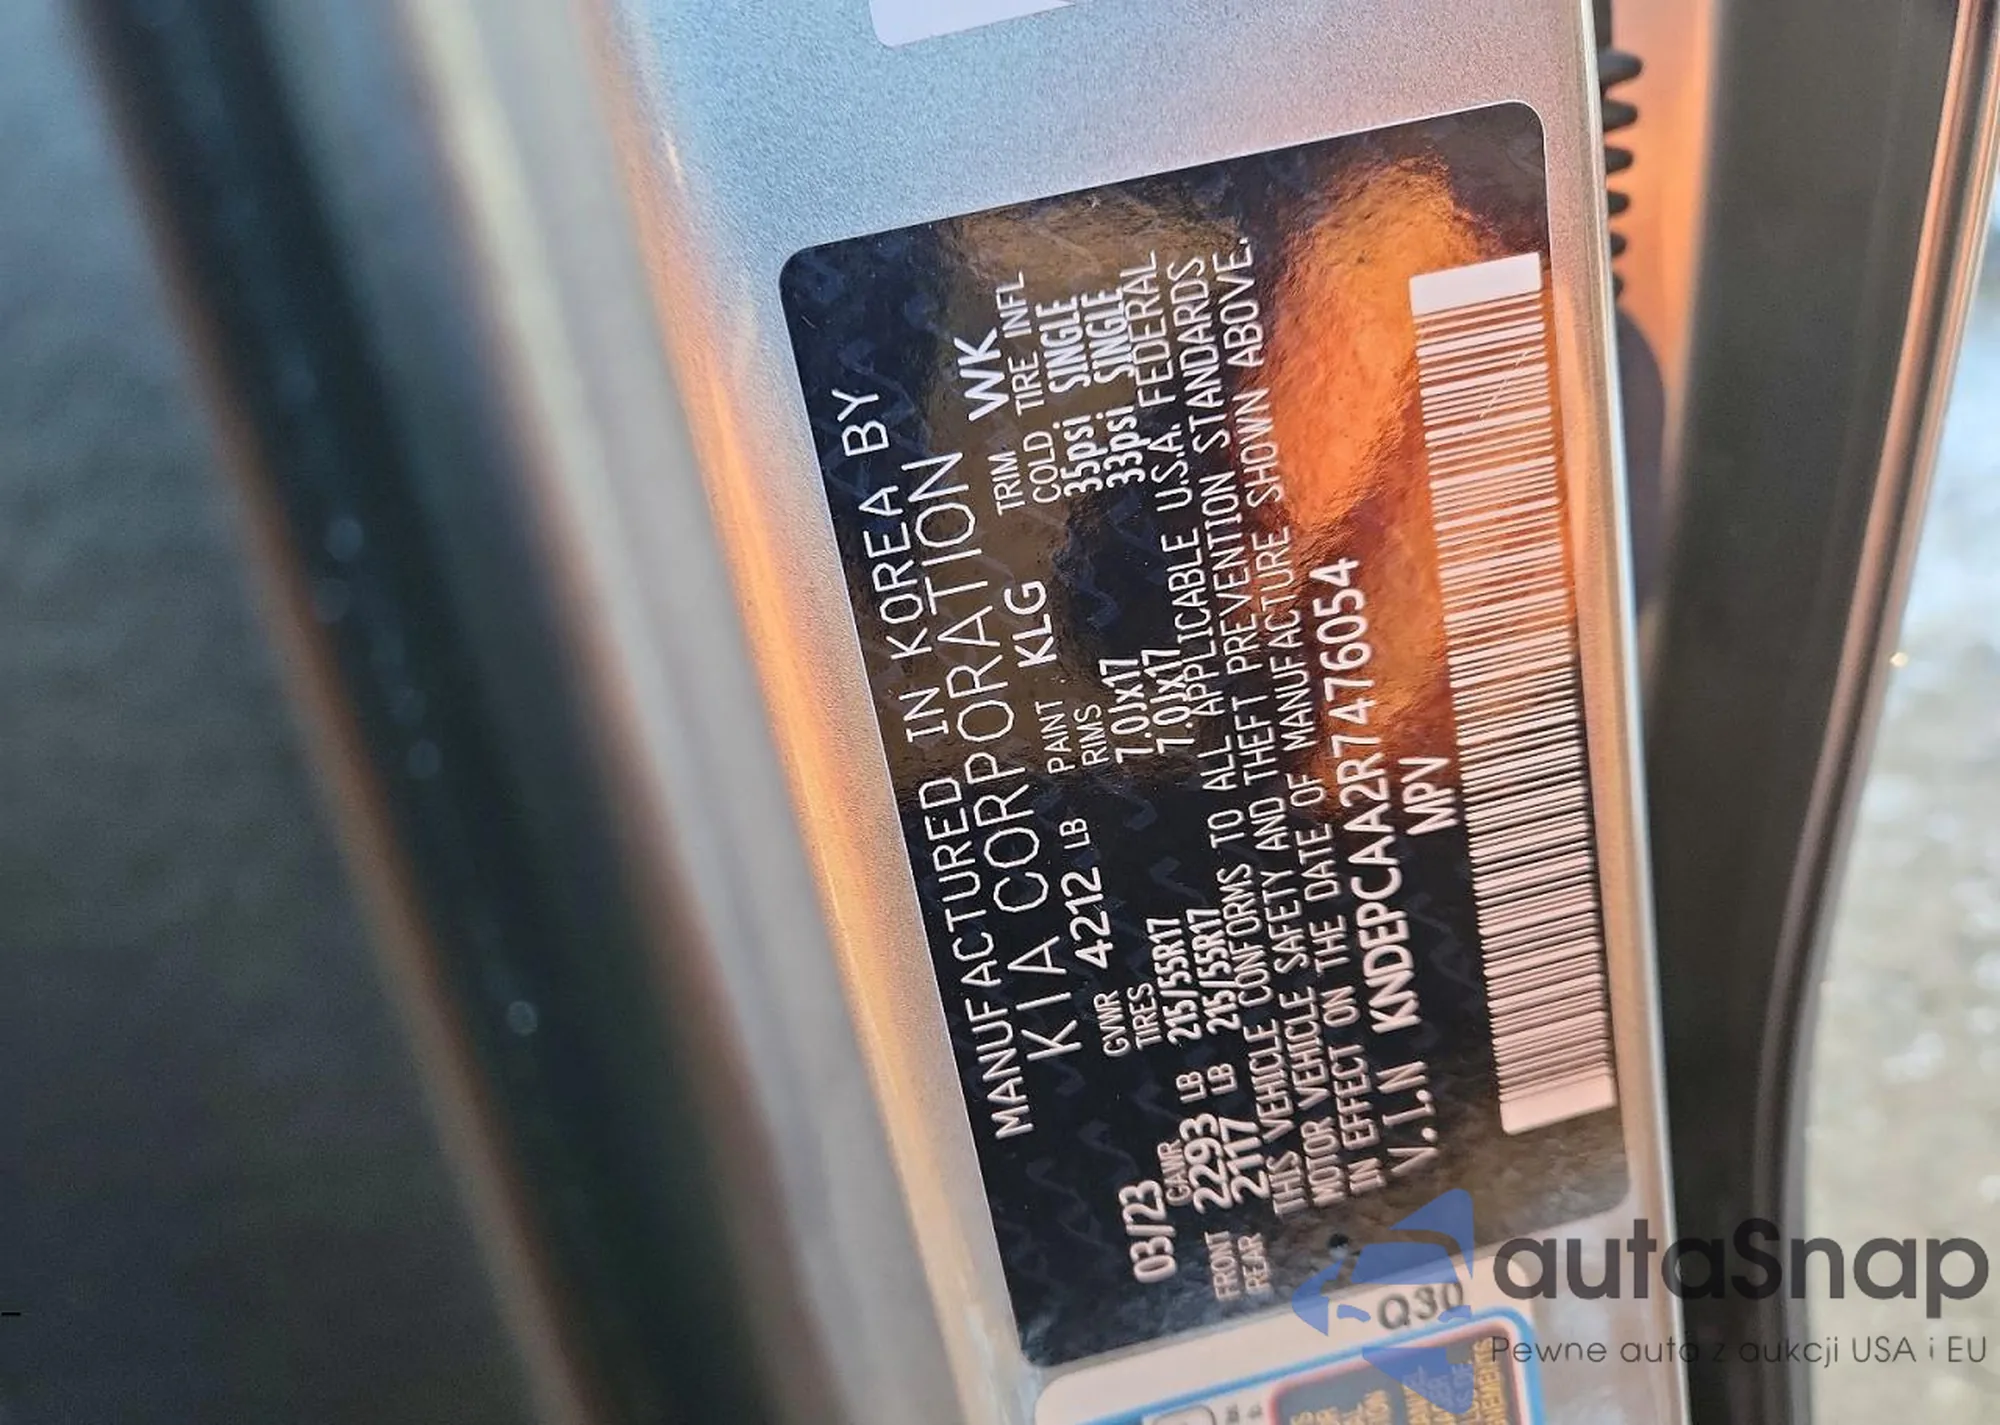 MANUFACTURED IN KOREA BY
KIA CORPORATION
03/23 GVWR 4212 LB PAINT KLG TRIM WK
GAWR TIRES RIMS COLD TIRE INFL
FRONT 2293 LB 215/55R17 7.0Jx17 35psi SINGLE
REAR 2117 LB 215/55R17 7.0Jx17 33psi SINGLE
THIS VEHICLE CONFORMS TO ALL APPLICABLE U.S.A. FEDERAL
MOTOR VEHICLE SAFETY AND THEFT PREVENTION STANDARDS
IN EFFECT ON THE DATE OF MANUFACTURE SHOWN ABOVE.
V.I.N KNDEPCAA2R7476054
MPV
Q30
autaSnap
Pewne auta z aukcji USA i EU